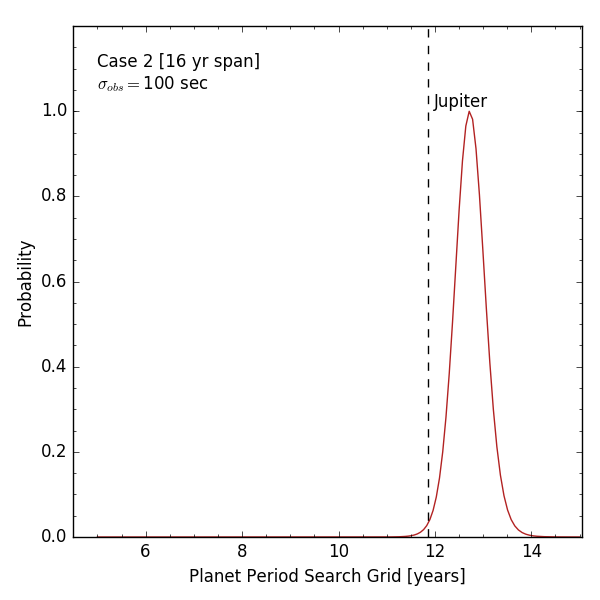 Case 2 [16 yr span]
σobs = 100 sec
Jupiter
1.0
0.8
0.6
0.4
0.2
0.0
Probability
6 8 10 12 14
Planet Period Search Grid [years]